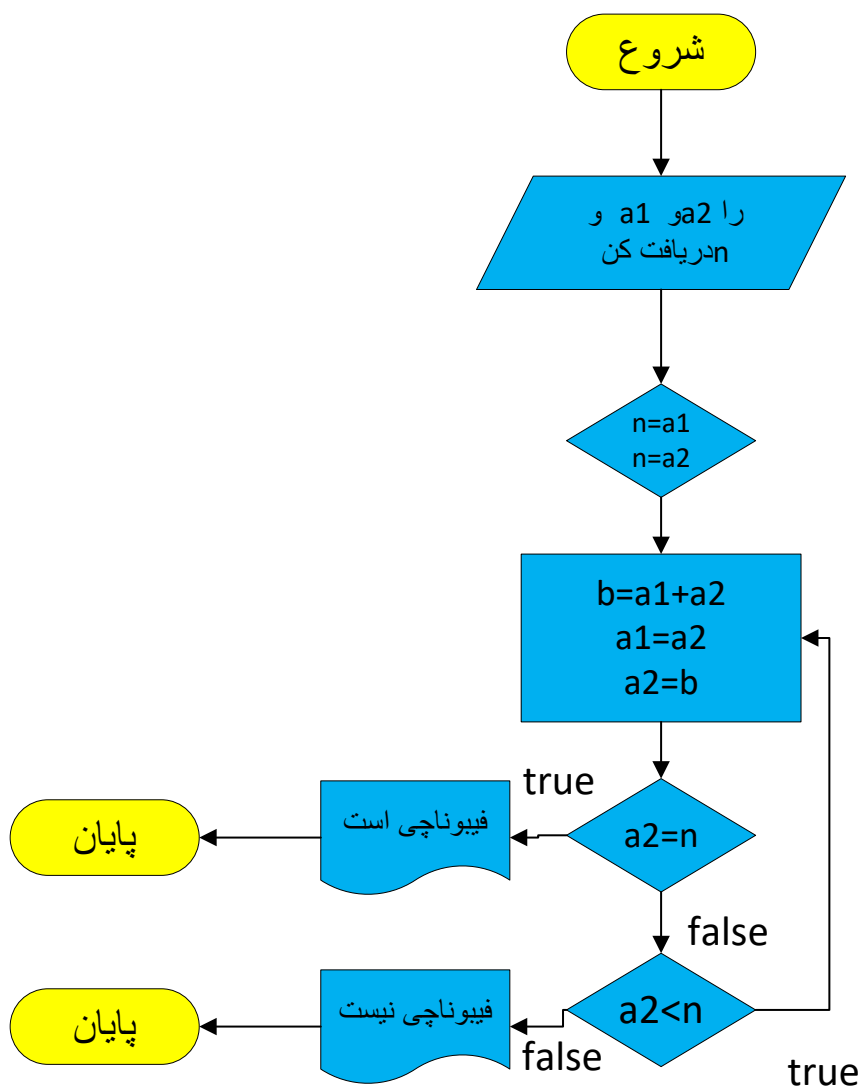 شروع
را a2و a1 و
nدریافت کن
n=a1
n=a2
b=a1+a2
a1=a2
a2=b
true
پایان
فیبوناچی است
a2=n
false
پایان
فیبوناچی نیست
a2<n
false
true